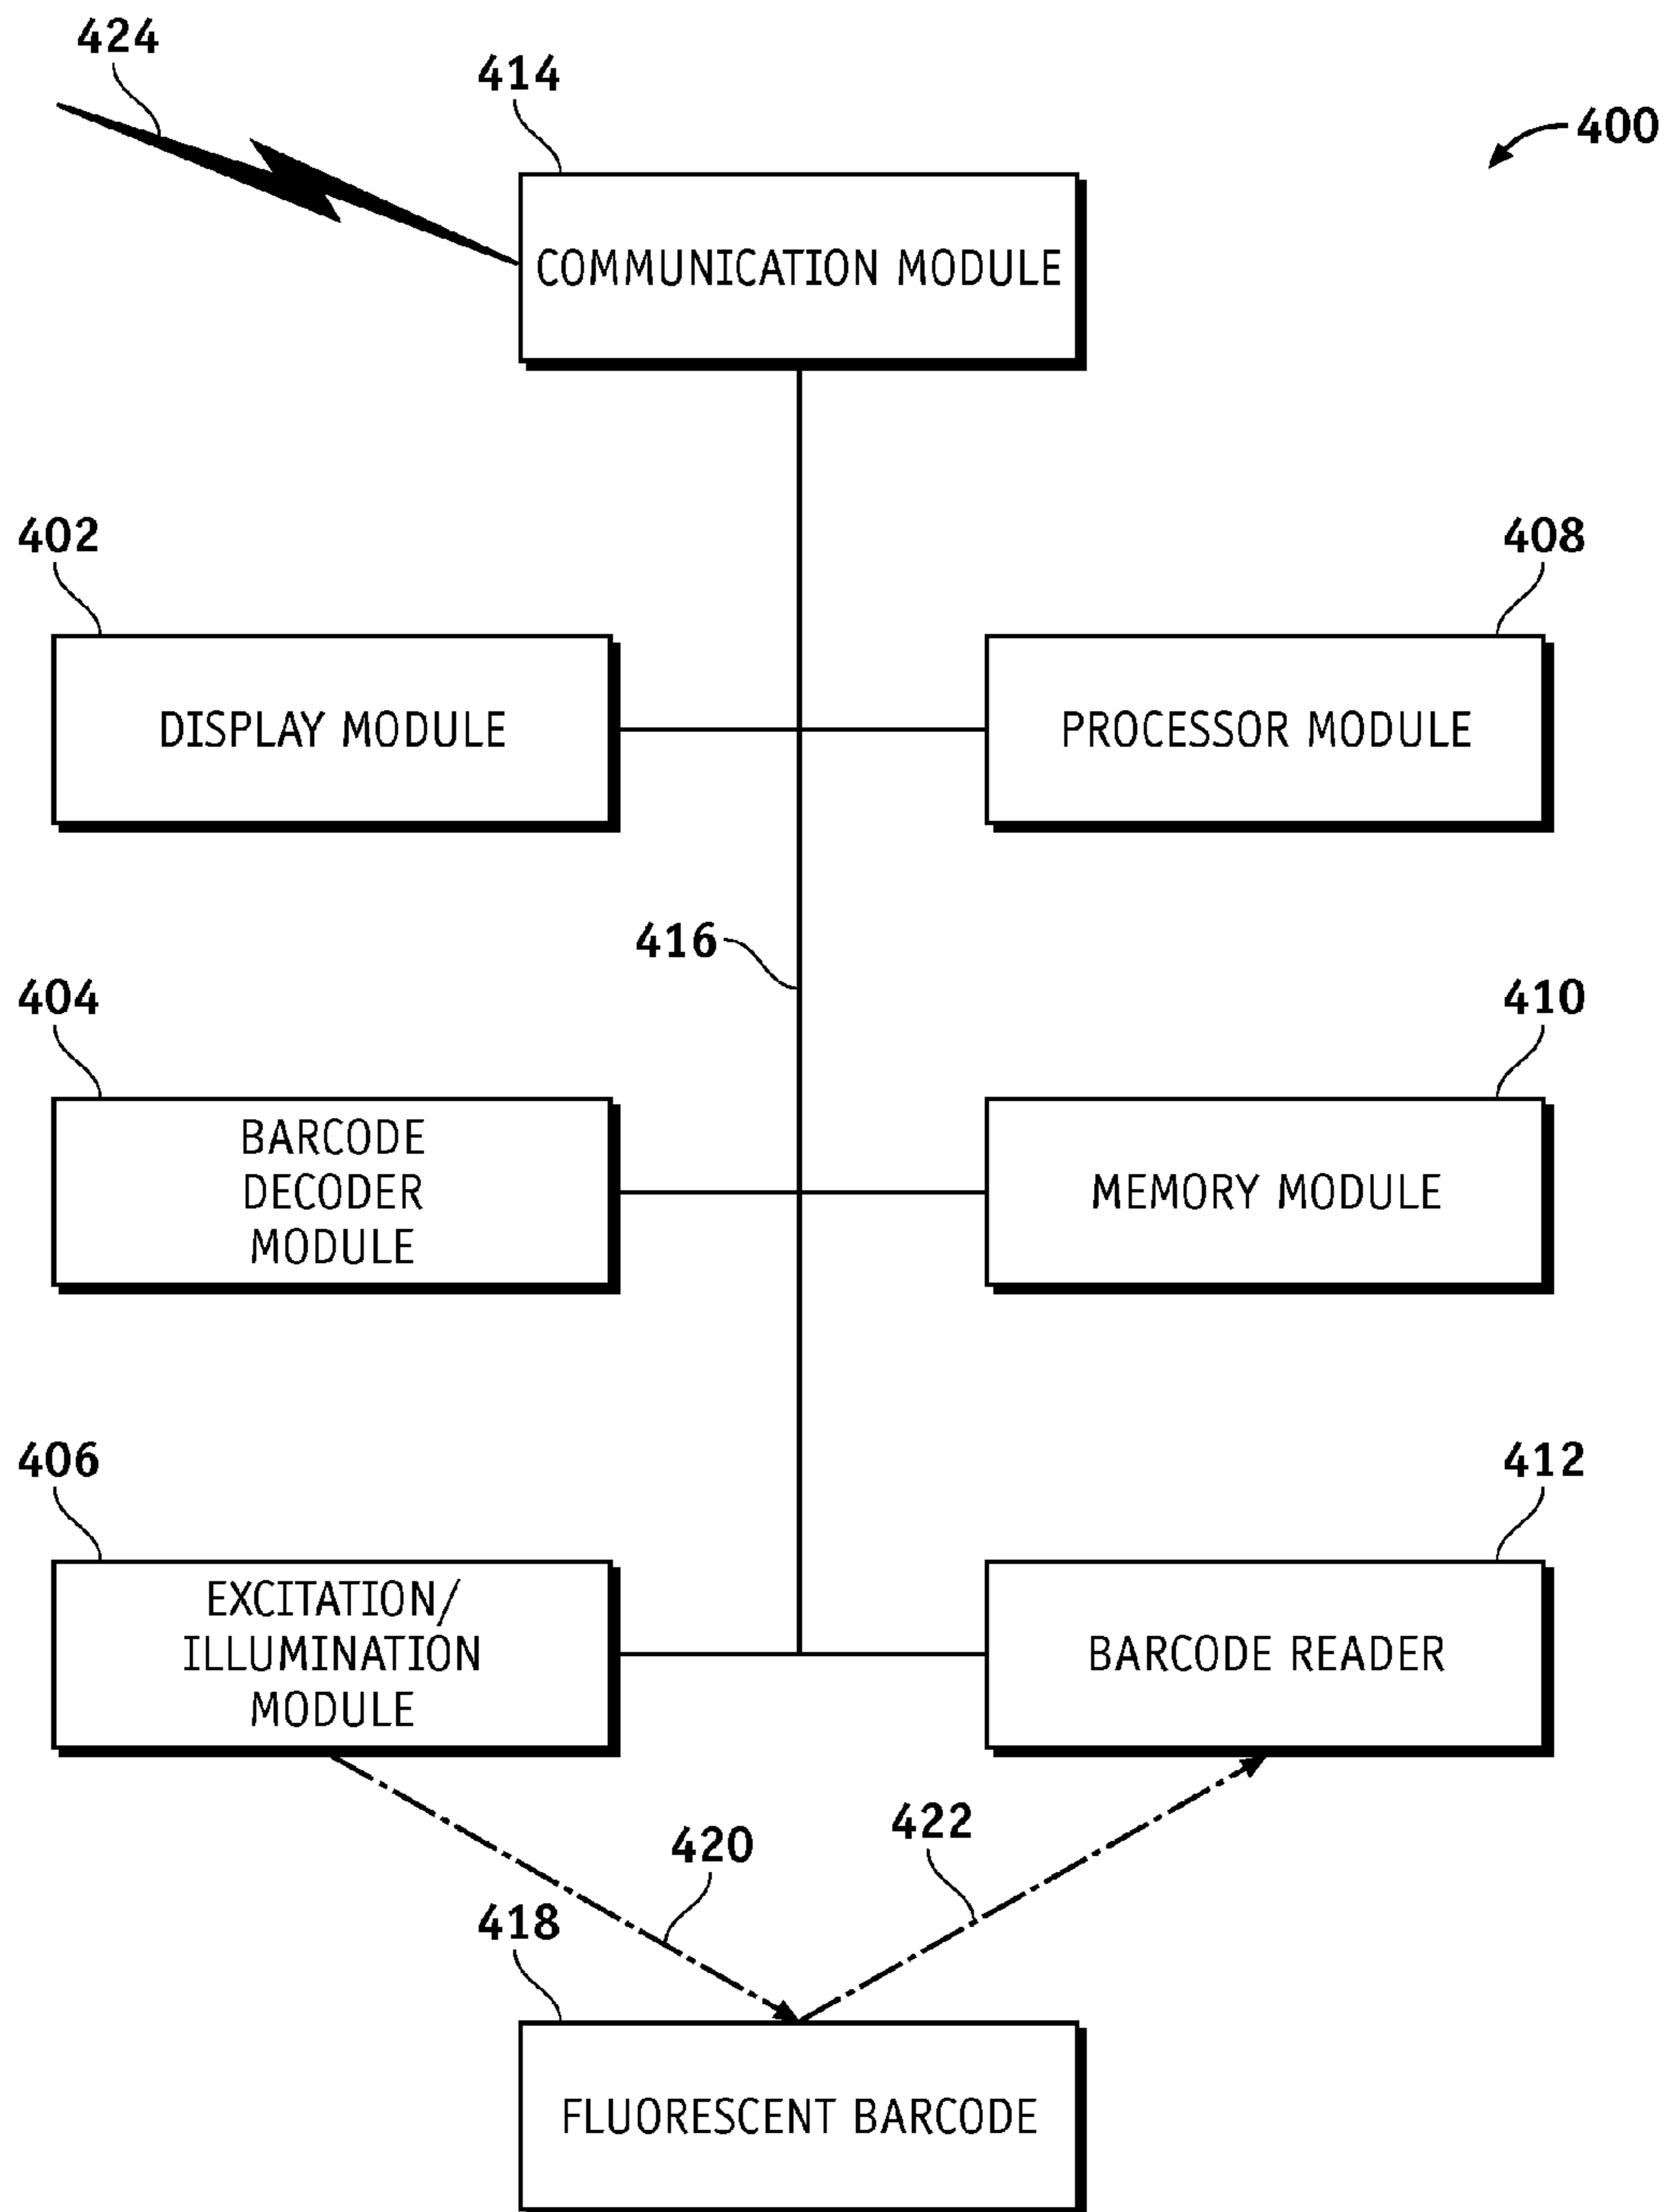 424
414
400
COMMUNICATION MODULE
402
408
DISPLAY MODULE
PROCESSOR MODULE
416
404
410
BARCODE
DECODER
MODULE
MEMORY MODULE
406
412
EXCITATION/
ILLUMINATION
MODULE
BARCODE READER
420
422
418
FLUORESCENT BARCODE